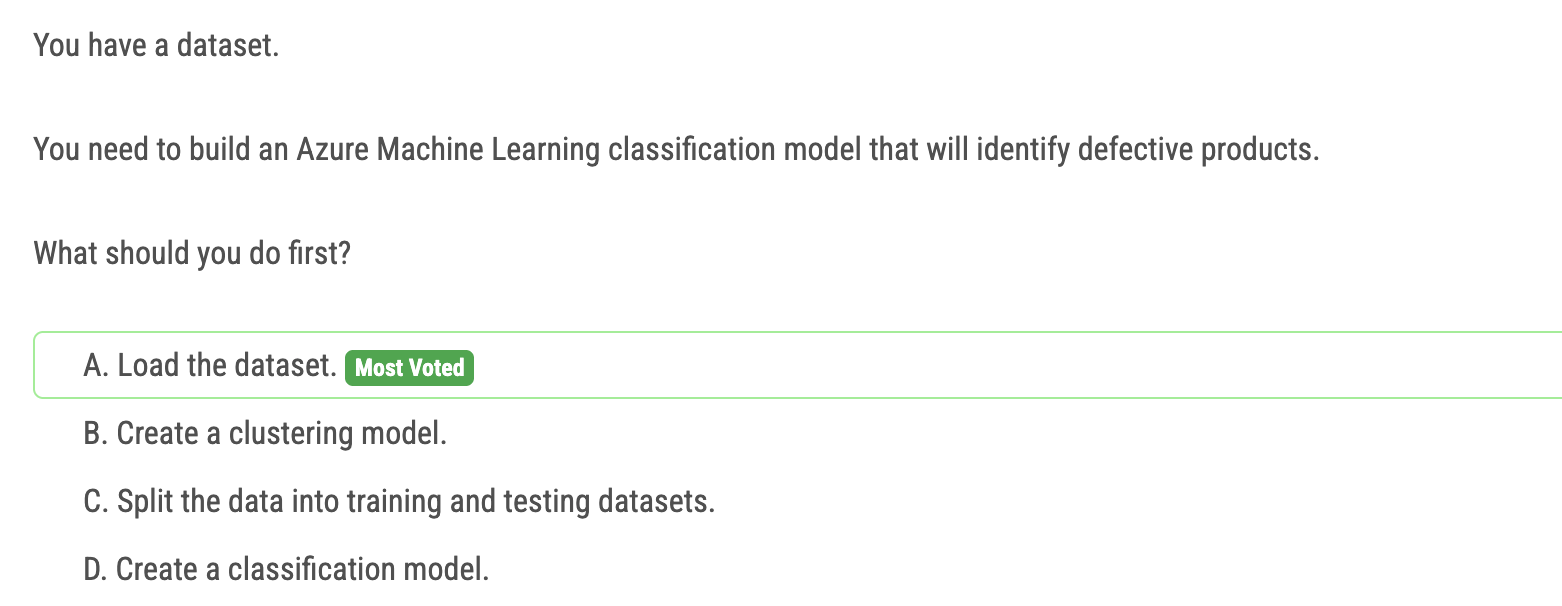 You have a dataset.
You need to build an Azure Machine Learning classification model that will identify defective products.
What should you do first?
A. Load the dataset. Most Voted
B. Create a clustering model.
C. Split the data into training and testing datasets.
D. Create a classification model.